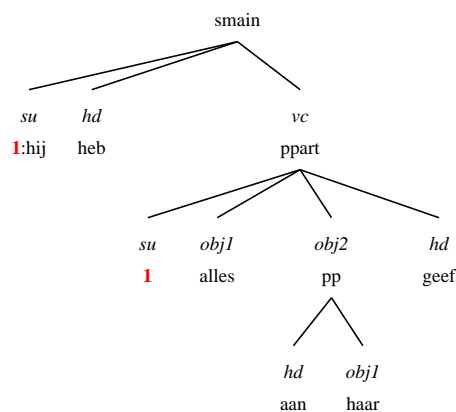 smain
su hd vc
1:hij heb ppart
su obj1 obj2 hd
1 alles pp geef
hd obj1
aan haar